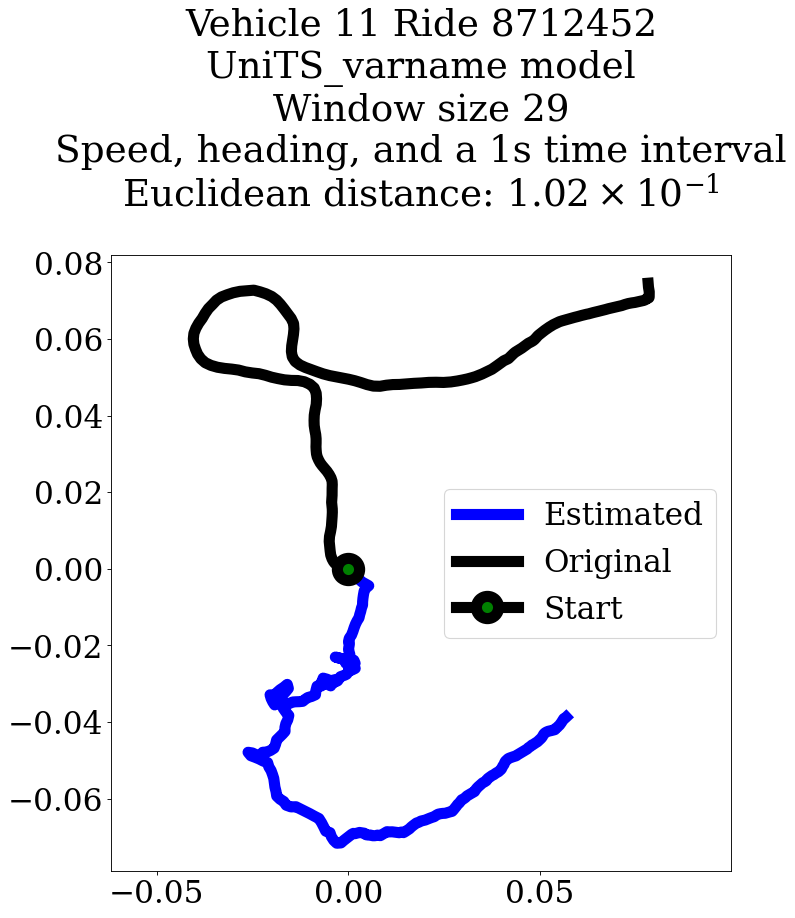 Vehicle 11 Ride 8712452
UniTS_varname model
Window size 29
Speed, heading, and a 1s time interval
Euclidean distance: 1.02 × 10⁻¹
0.08
0.06
0.04
0.02
0.00
−0.02
−0.04
−0.06
Estimated
Original
Start
−0.05 0.00 0.05